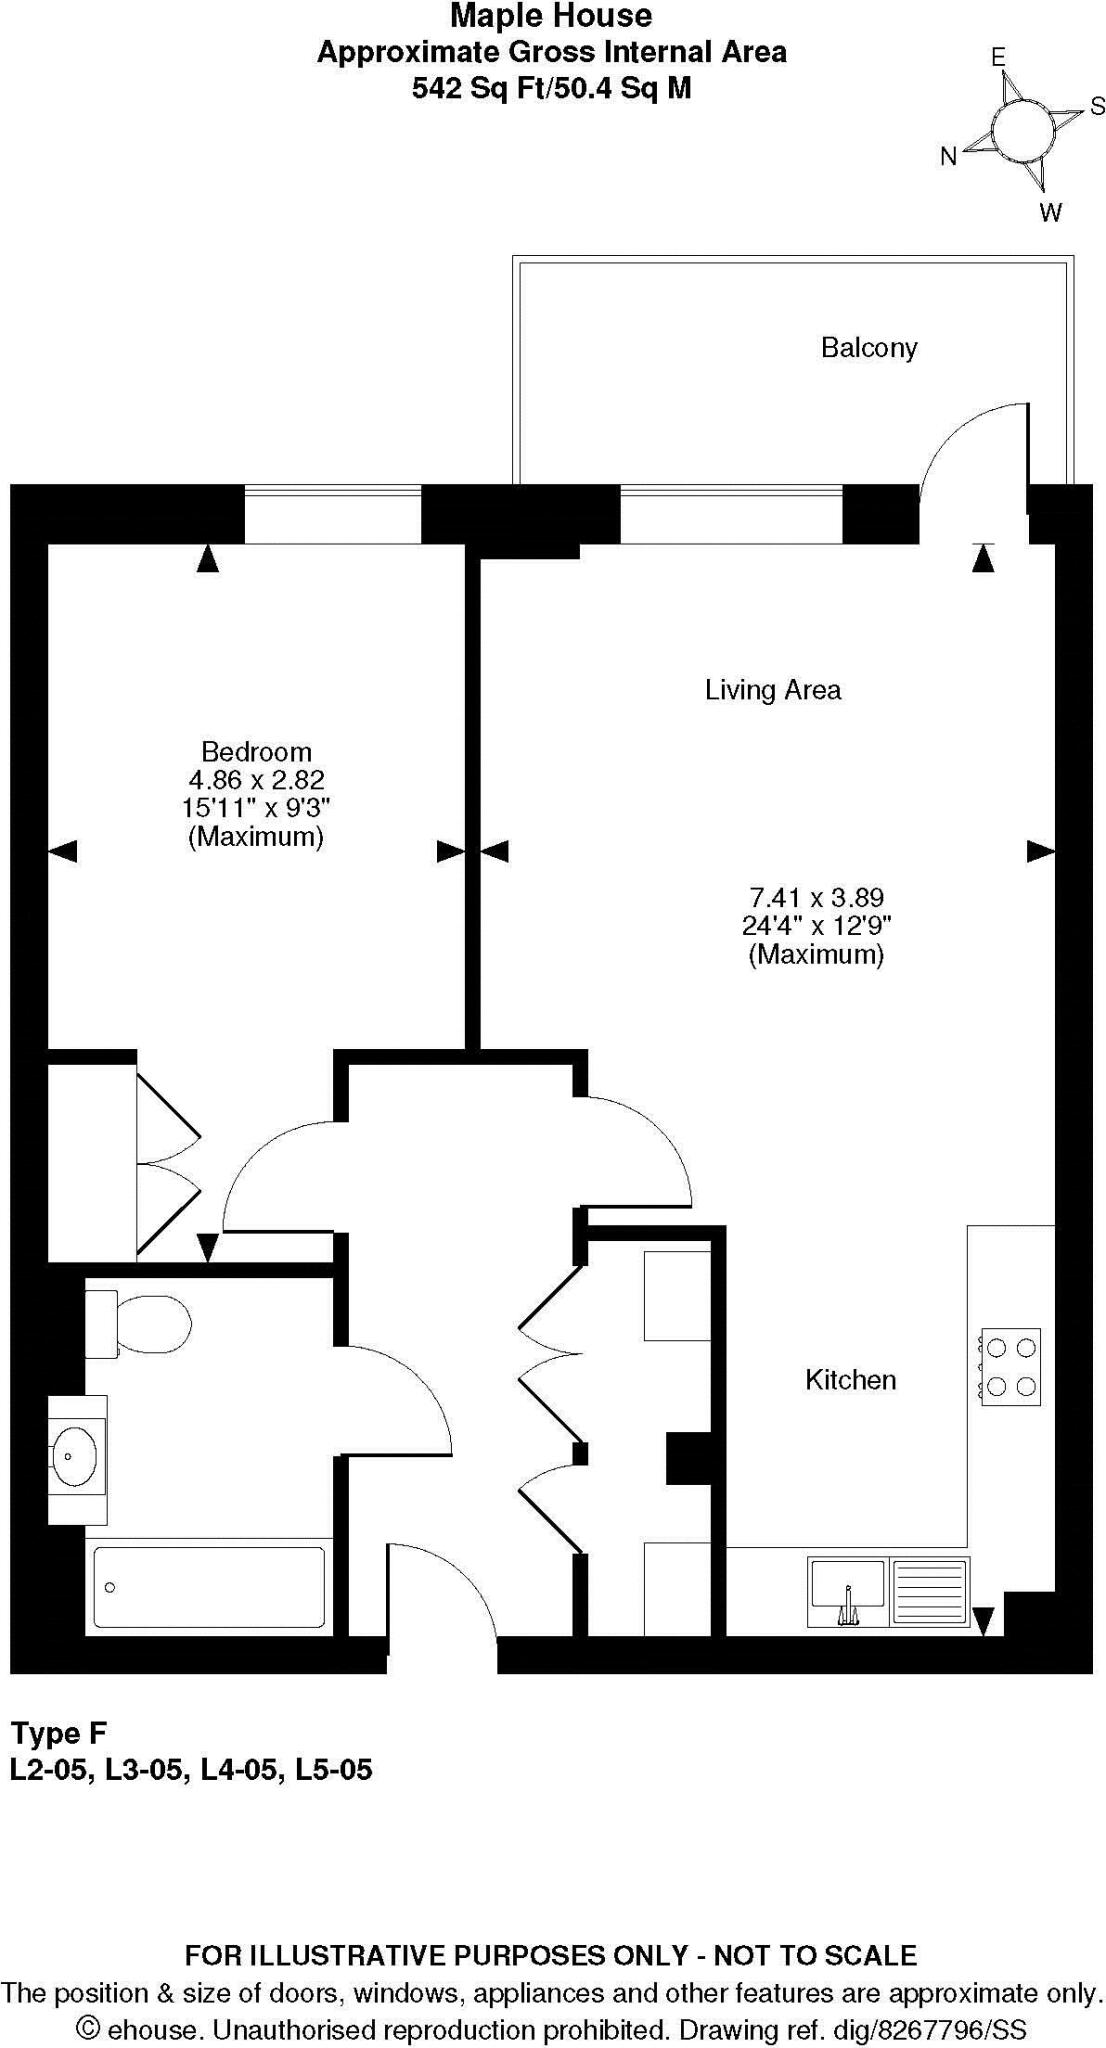 Maple House
Approximate Gross Internal Area
542 Sq Ft/50.4 Sq M
E
S
N
W
Balcony
Living Area
Bedroom
4.86 x 2.82
15'11" x 9'3"
(Maximum)
7.41 x 3.89
24'4" x 12'9"
(Maximum)
Kitchen
Type F
L2-05, L3-05, L4-05, L5-05
FOR ILLUSTRATIVE PURPOSES ONLY - NOT TO SCALE
The position & size of doors, windows, appliances and other features are approximate only.
© ehouse. Unauthorised reproduction prohibited. Drawing ref. dig/8267796/SS